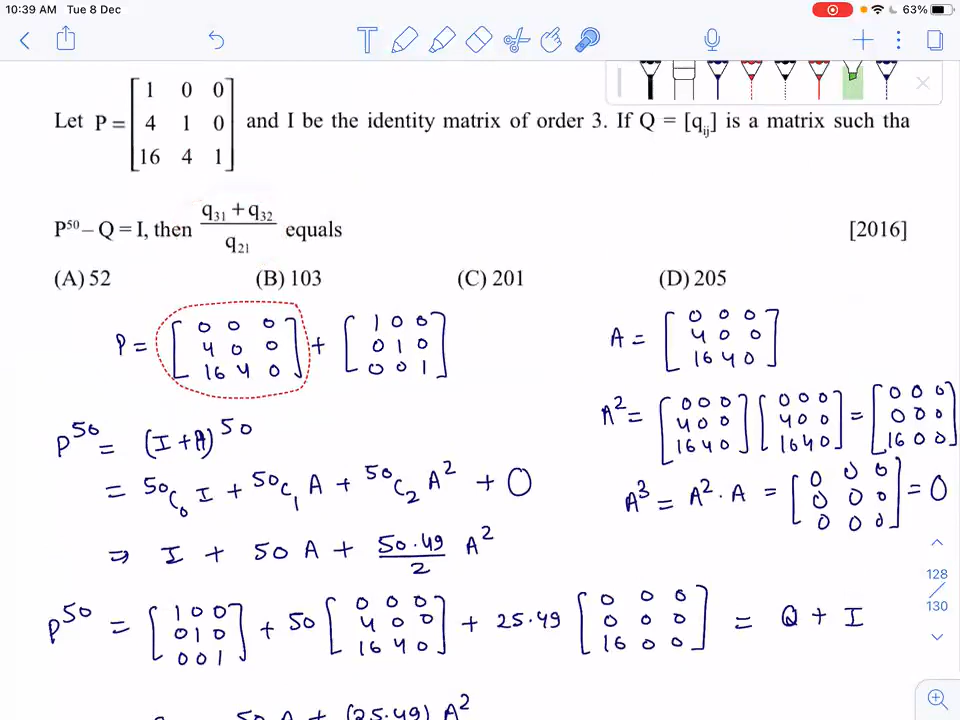 10:39 AM Tue 8 Dec 63%
T
1 0 0
Let P = 4 1 0 and I be the identity matrix of order 3. If Q = [qij] is a matrix such tha
16 4 1
P⁵⁰ – Q = I, then (q31 + q32)/q21 equals [2016]
(A) 52 (B) 103 (C) 201 (D) 205
P = [0 0 0; 4 0 0; 16 4 0] + [1 0 0; 0 1 0; 0 0 1]
A = [0 0 0; 4 0 0; 16 4 0]
A² = [0 0 0; 4 0 0; 16 4 0] [0 0 0; 4 0 0; 16 4 0] = [0 0 0; 0 0 0; 16 0 0]
A³ = A² · A = [0 0 0; 0 0 0; 0 0 0] = 0
P⁵⁰ = (I + A)⁵⁰
= ⁵⁰C₀ I + ⁵⁰C₁ A + ⁵⁰C₂ A² + 0
⇒ I + 50 A + 50·49/2 A²
P⁵⁰ = [1 0 0; 0 1 0; 0 0 1] + 50 [0 0 0; 4 0 0; 16 4 0] + 25·49 [0 0 0; 0 0 0; 16 0 0] = Q + I
50 A + (25·49) A²
128
/
130